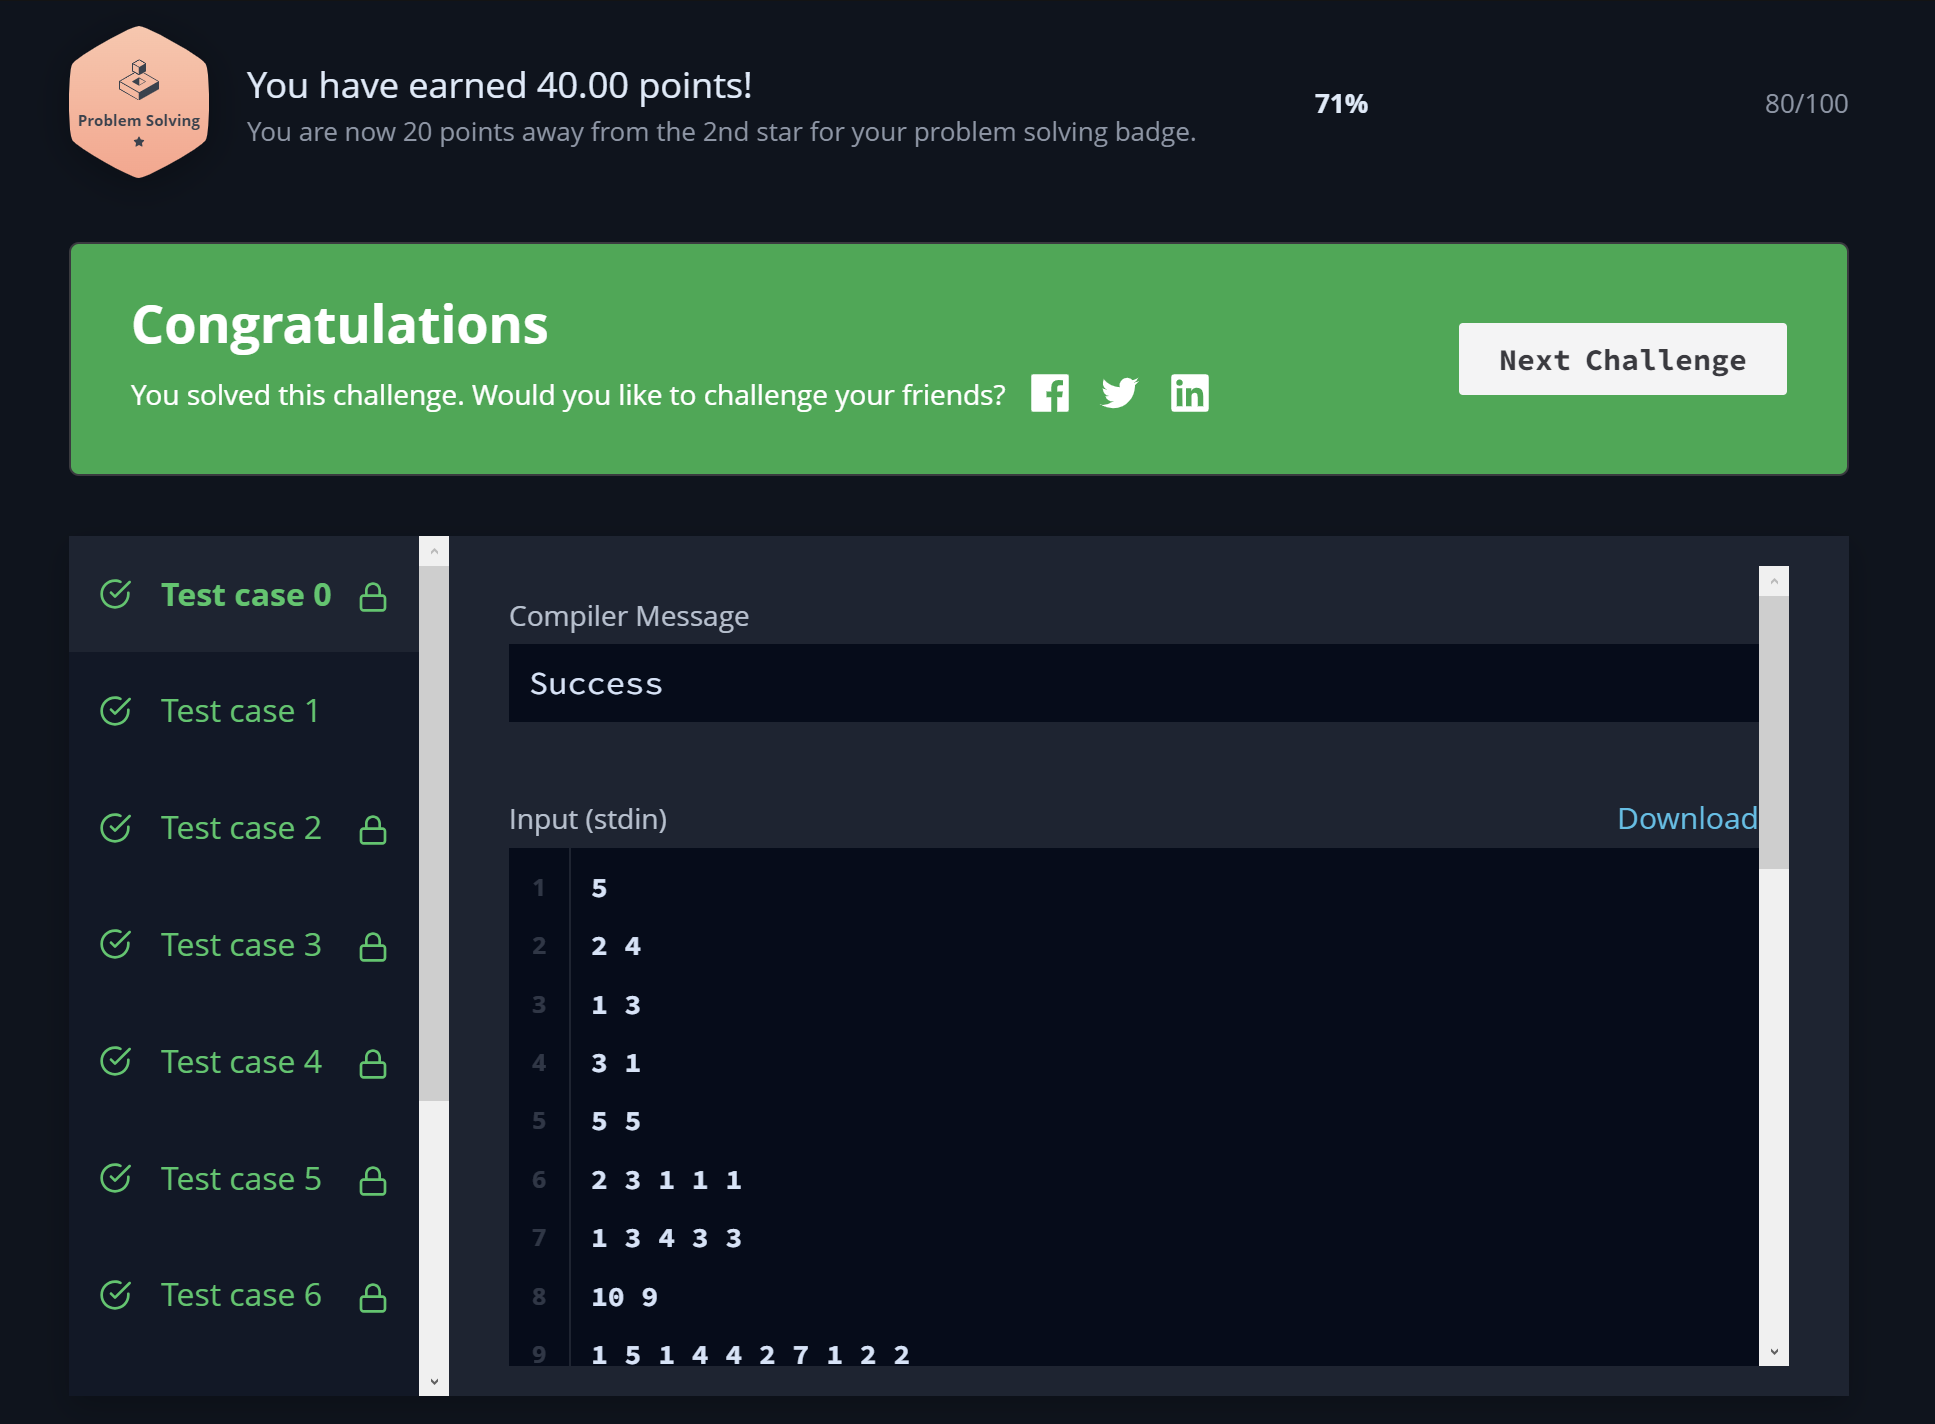 Problem Solving
You have earned 40.00 points!
You are now 20 points away from the 2nd star for your problem solving badge.
71%
80/100
Congratulations
You solved this challenge. Would you like to challenge your friends?
Next Challenge
Test case 0
Test case 1
Test case 2
Test case 3
Test case 4
Test case 5
Test case 6
Compiler Message
Success
Input (stdin)
Download
1 5
2 2 4
3 1 3
4 3 1
5 5 5
6 2 3 1 1 1
7 1 3 4 3 3
8 10 9
9 1 5 1 4 4 2 7 1 2 2